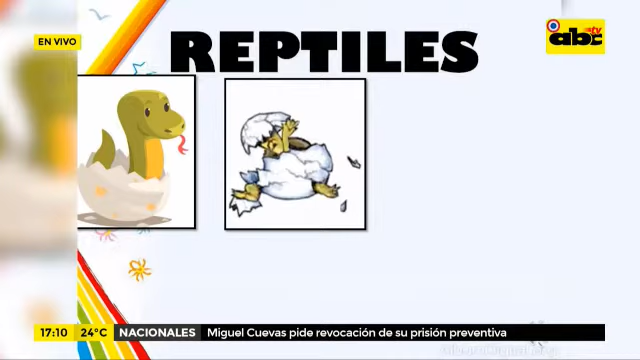 REPTILES
EN VIVO
abc tv
17:10 24°C NACIONALES Miguel Cuevas pide revocación de su prisión preventiva